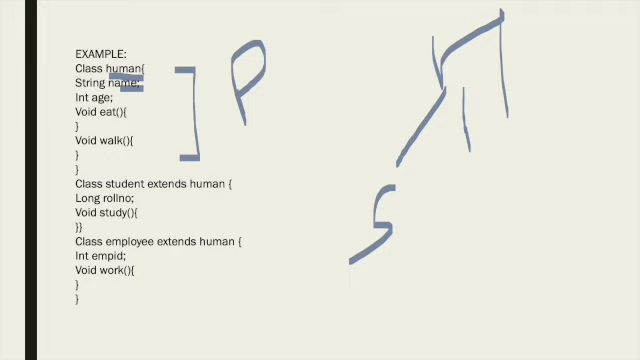 EXAMPLE:
Class human{
String name;
Int age;
Void eat(){
}
Void walk(){
}
}
Class student extends human {
Long rollno;
Void study(){
}}
Class employee extends human {
Int empid;
Void work(){
}
}
P
S